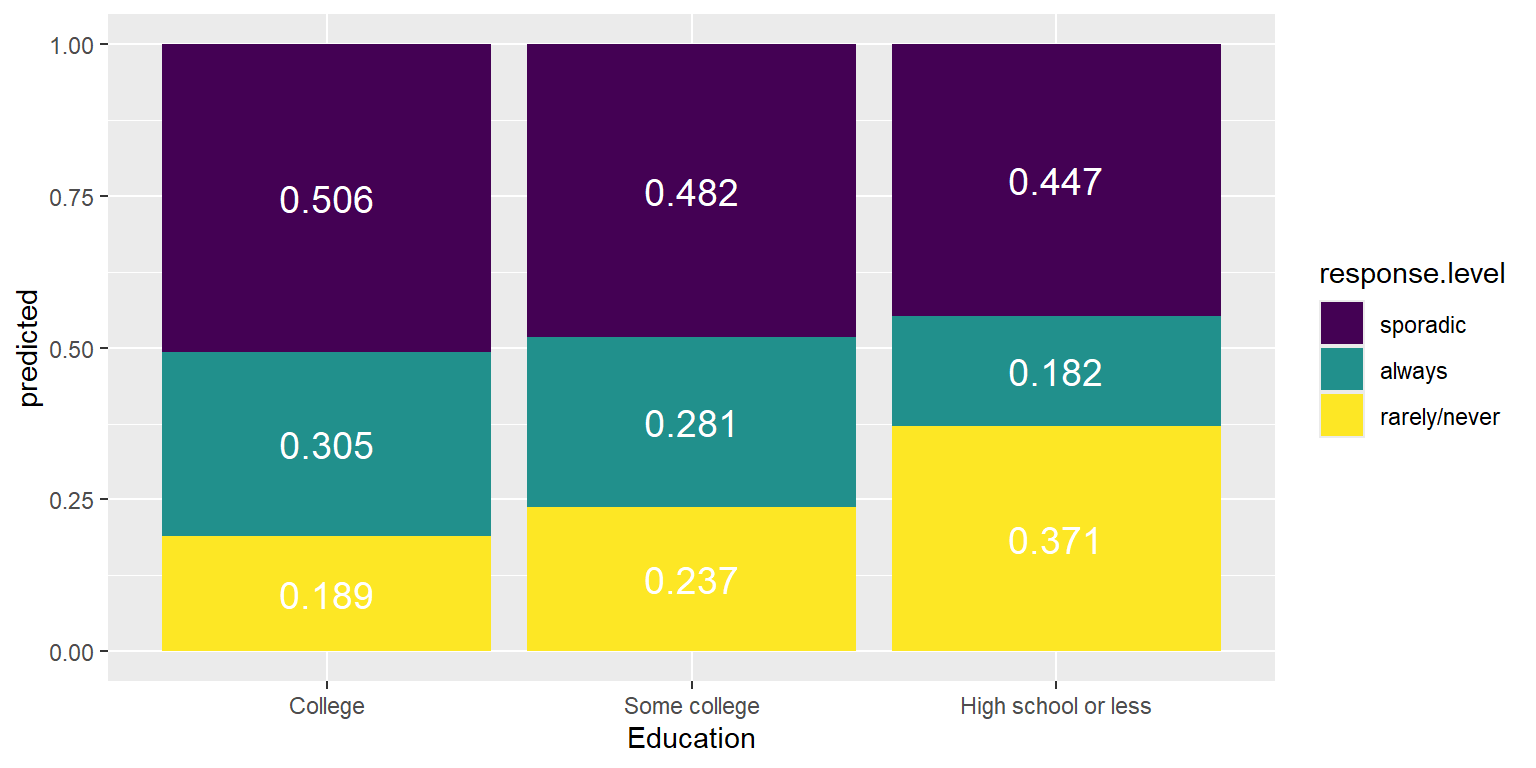 predicted
1.00
0.75
0.50
0.25
0.00
0.506
0.482
0.447
0.305
0.281
0.182
0.189
0.237
0.371
College
Some college
High school or less
Education
response.level
sporadic
always
rarely/never